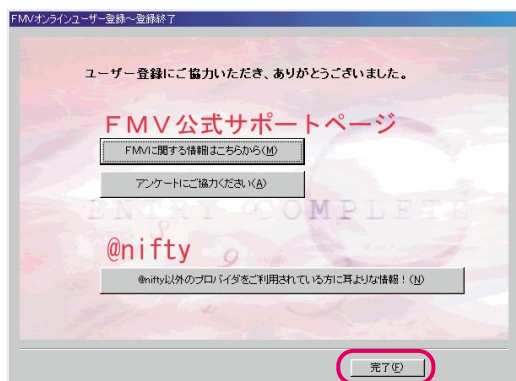 FMVオンラインユーザー登録～登録終了
ユーザー登録にご協力いただき、ありがとうございました。
FMV公式サポートページ
FMVに関する情報はこちらから(M)
アンケートにご協力ください(A)
ENTRY COMPLETE
@nifty
@nifty以外のプロバイダをご利用されている方に耳よりな情報！(N)
完了(F)